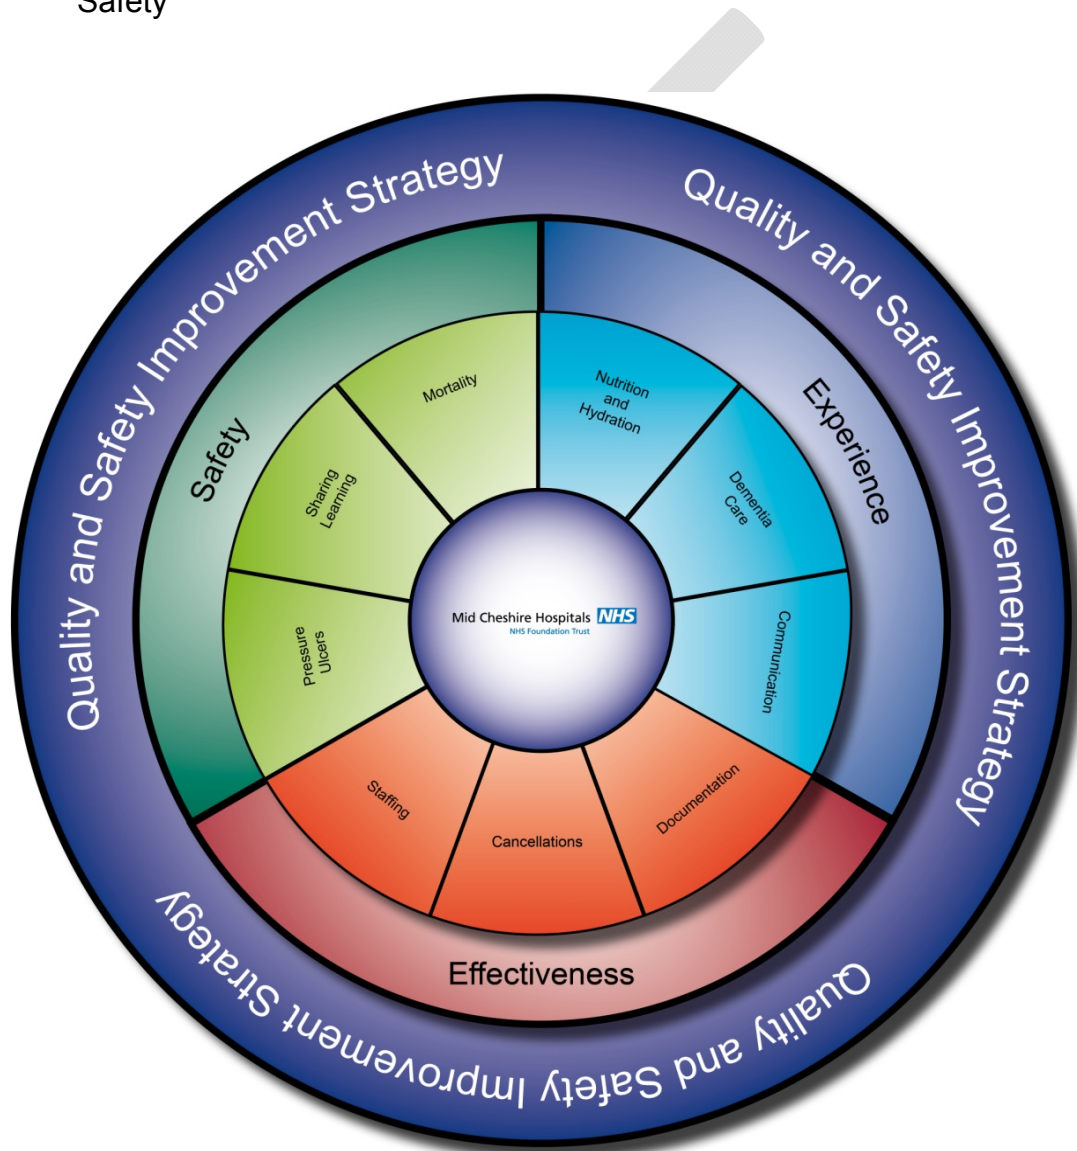 Safety
Quality and Safety Improvement Strategy
Quality and Safety Improvement Strategy
Quality and Safety Improvement Strategy
Safety
Experience
Effectiveness
Mortality
Nutrition
and
Hydration
Sharing
Learning
Dementia
Care
Pressure
Ulcers
Communication
Staffing
Cancellations
Documentation
Mid Cheshire Hospitals NHS
NHS Foundation Trust